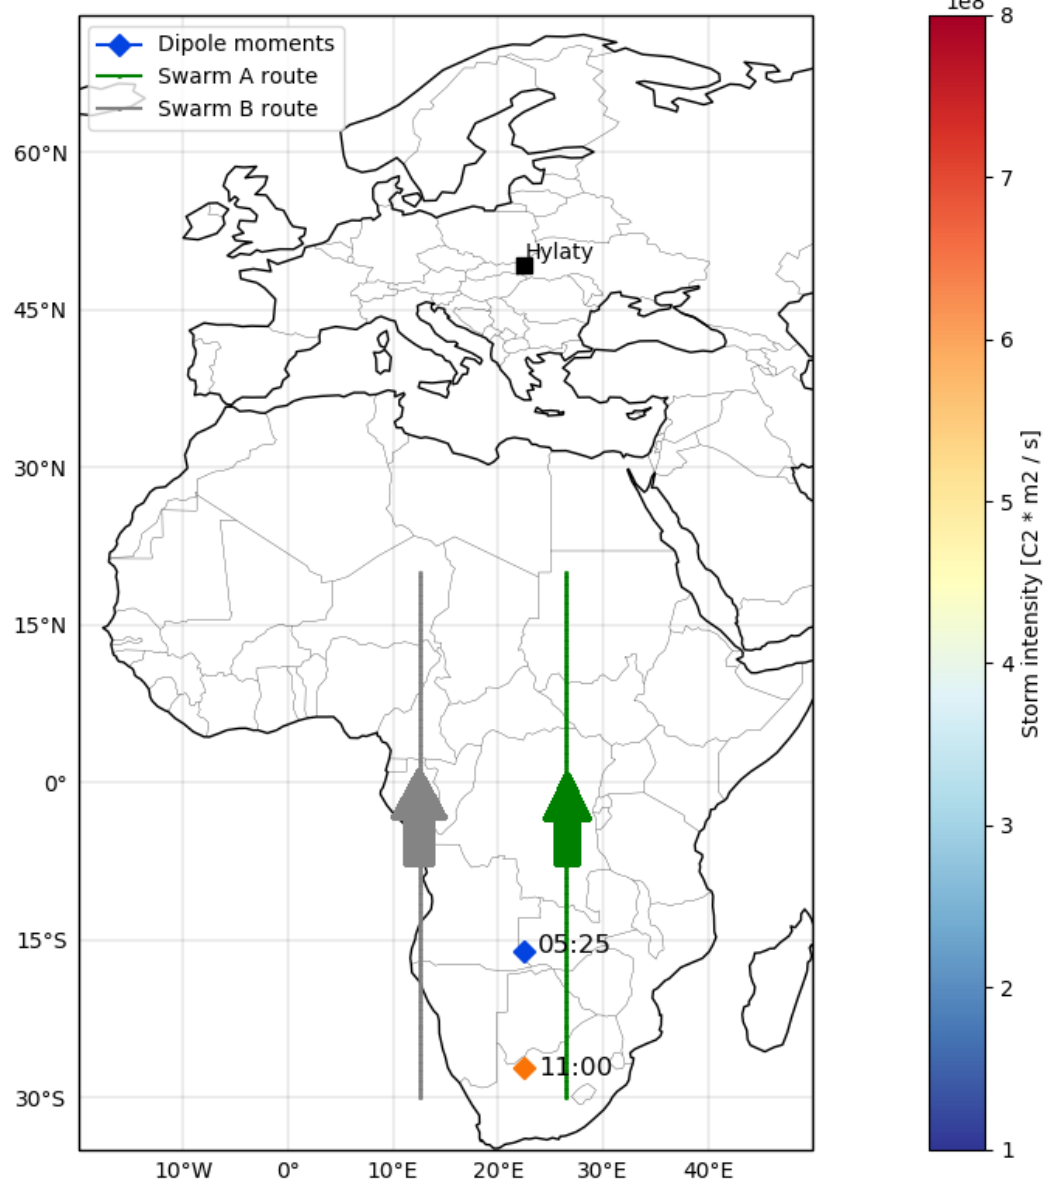 1e8
Dipole moments
Swarm A route
Swarm B route
60°N
45°N
30°N
15°N
0°
15°S
30°S
10°W
0°
10°E
20°E
30°E
40°E
Hylaty
05:25
11:00
8
7
6
5
4
3
2
1
Storm intensity [C2 * m2 / s]